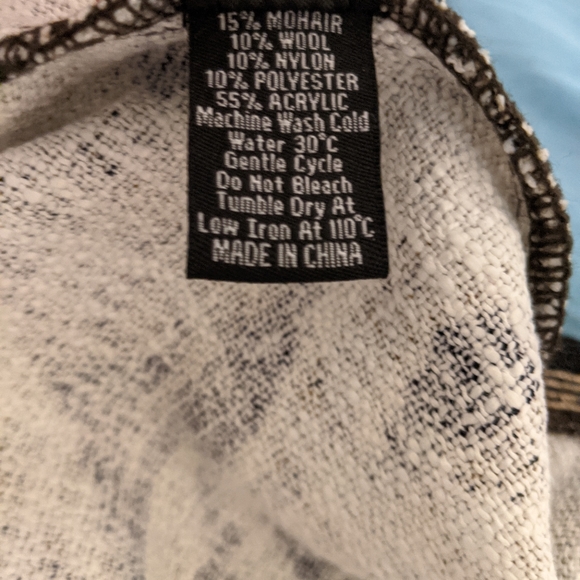 15% MOHAIR
10% WOOL
10% NYLON
10% POLYESTER
55% ACRYLIC
Machine Wash Cold
Water 30°C
Gentle Cycle
Do Not Bleach
Tumble Dry At
Low Iron At 110°C
MADE IN CHINA